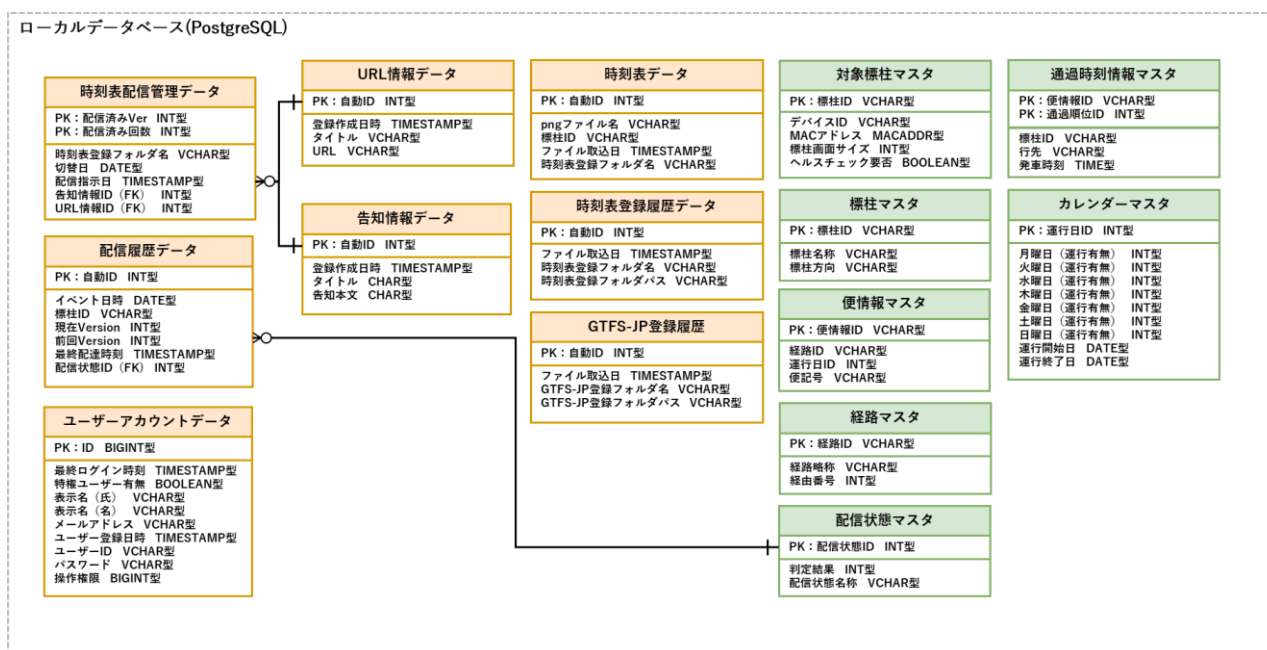 ローカルデータベース(PostgreSQL)
時刻表配信管理データ
PK：配信済みVer INT型
PK：配信済み回数 INT型
時刻表登録フォルダ名 VCHAR型
切替日 DATE型
配信指示日 TIMESTAMP型
告知情報ID（FK） INT型
URL情報ID（FK） INT型
配信履歴データ
PK：自動ID INT型
イベント日時 DATE型
標柱ID VCHAR型
現在Version INT型
前回Version INT型
最終配達時刻 TIMESTAMP型
配信状態ID（FK） INT型
ユーザーアカウントデータ
PK：ID BIGINT型
最終ログイン時刻 TIMESTAMP型
特権ユーザー有無 BOOLEAN型
表示名（氏） VCHAR型
表示名（名） VCHAR型
メールアドレス VCHAR型
ユーザー登録日時 TIMESTAMP型
ユーザーID VCHAR型
パスワード VCHAR型
操作権限 BIGINT型
URL情報データ
PK：自動ID INT型
登録作成日時 TIMESTAMP型
タイトル VCHAR型
URL VCHAR型
告知情報データ
PK：自動ID INT型
登録作成日時 TIMESTAMP型
タイトル CHAR型
告知本文 CHAR型
時刻表データ
PK：自動ID INT型
pngファイル名 VCHAR型
標柱ID VCHAR型
ファイル取込日 TIMESTAMP型
時刻表登録フォルダ名 VCHAR型
時刻表登録履歴データ
PK：自動ID INT型
ファイル取込日 TIMESTAMP型
時刻表登録フォルダ名 VCHAR型
時刻表登録フォルダパス VCHAR型
GTFS-JP登録履歴
PK：自動ID INT型
ファイル取込日 TIMESTAMP型
GTFS-JP登録フォルダ名 VCHAR型
GTFS-JP登録フォルダパス VCHAR型
対象標柱マスタ
PK：標柱ID VCHAR型
デバイスID VCHAR型
MACアドレス MACADDR型
標柱画面サイズ INT型
ヘルスチェック要否 BOOLEAN型
標柱マスタ
PK：標柱ID INT型
標柱名称 VCHAR型
標柱方向 VCHAR型
便情報マスタ
PK：便情報ID VCHAR型
経路ID VCHAR型
運行日ID INT型
便記号 VCHAR型
経路マスタ
PK：経路ID VCHAR型
経路略称 VCHAR型
経由番号 INT型
配信状態マスタ
PK：配信状態ID INT型
判定結果 INT型
配信状態名称 VCHAR型
通過時刻情報マスタ
PK：便情報ID VCHAR型
PK：通過順位ID INT型
標柱ID VCHAR型
行先 VCHAR型
発車時刻 TIME型
カレンダーマスタ
PK：運行日ID INT型
月曜日（運行有無） INT型
火曜日（運行有無） INT型
水曜日（運行有無） INT型
木曜日（運行有無） INT型
金曜日（運行有無） INT型
土曜日（運行有無） INT型
日曜日（運行有無） INT型
運行開始日 DATE型
運行終了日 DATE型